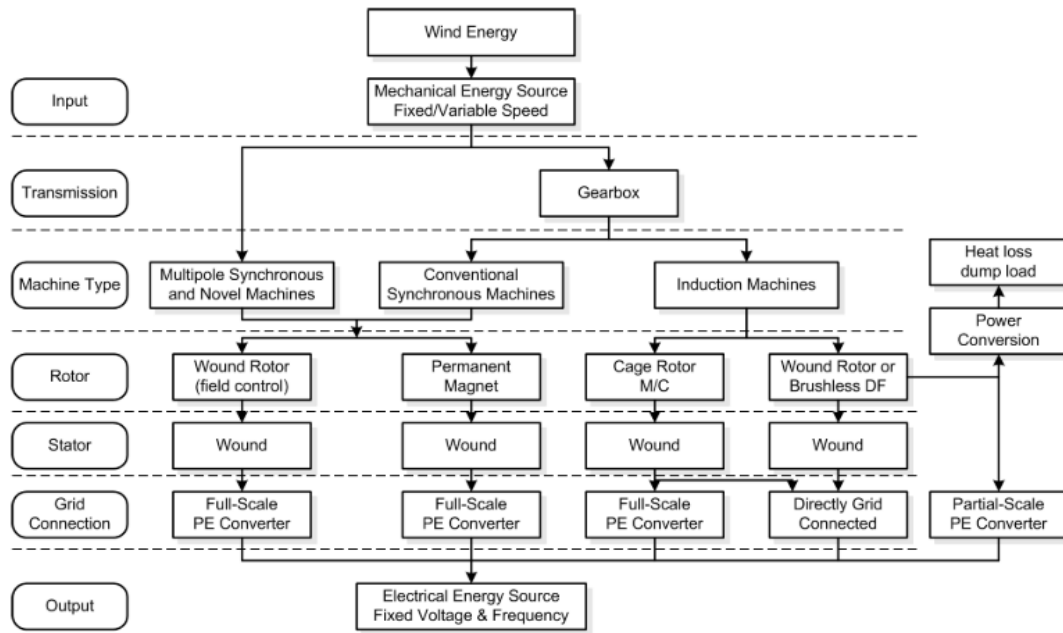 Wind Energy
Input
Mechanical Energy Source
Fixed/Variable Speed
Transmission
Gearbox
Machine Type
Multipole Synchronous
and Novel Machines
Conventional
Synchronous Machines
Induction Machines
Heat loss
dump load
Power
Conversion
Rotor
Wound Rotor
(field control)
Permanent
Magnet
Cage Rotor
M/C
Wound Rotor or
Brushless DF
Stator
Wound
Wound
Wound
Wound
Grid
Connection
Full-Scale
PE Converter
Full-Scale
PE Converter
Full-Scale
PE Converter
Directly Grid
Connected
Partial-Scale
PE Converter
Output
Electrical Energy Source
Fixed Voltage & Frequency